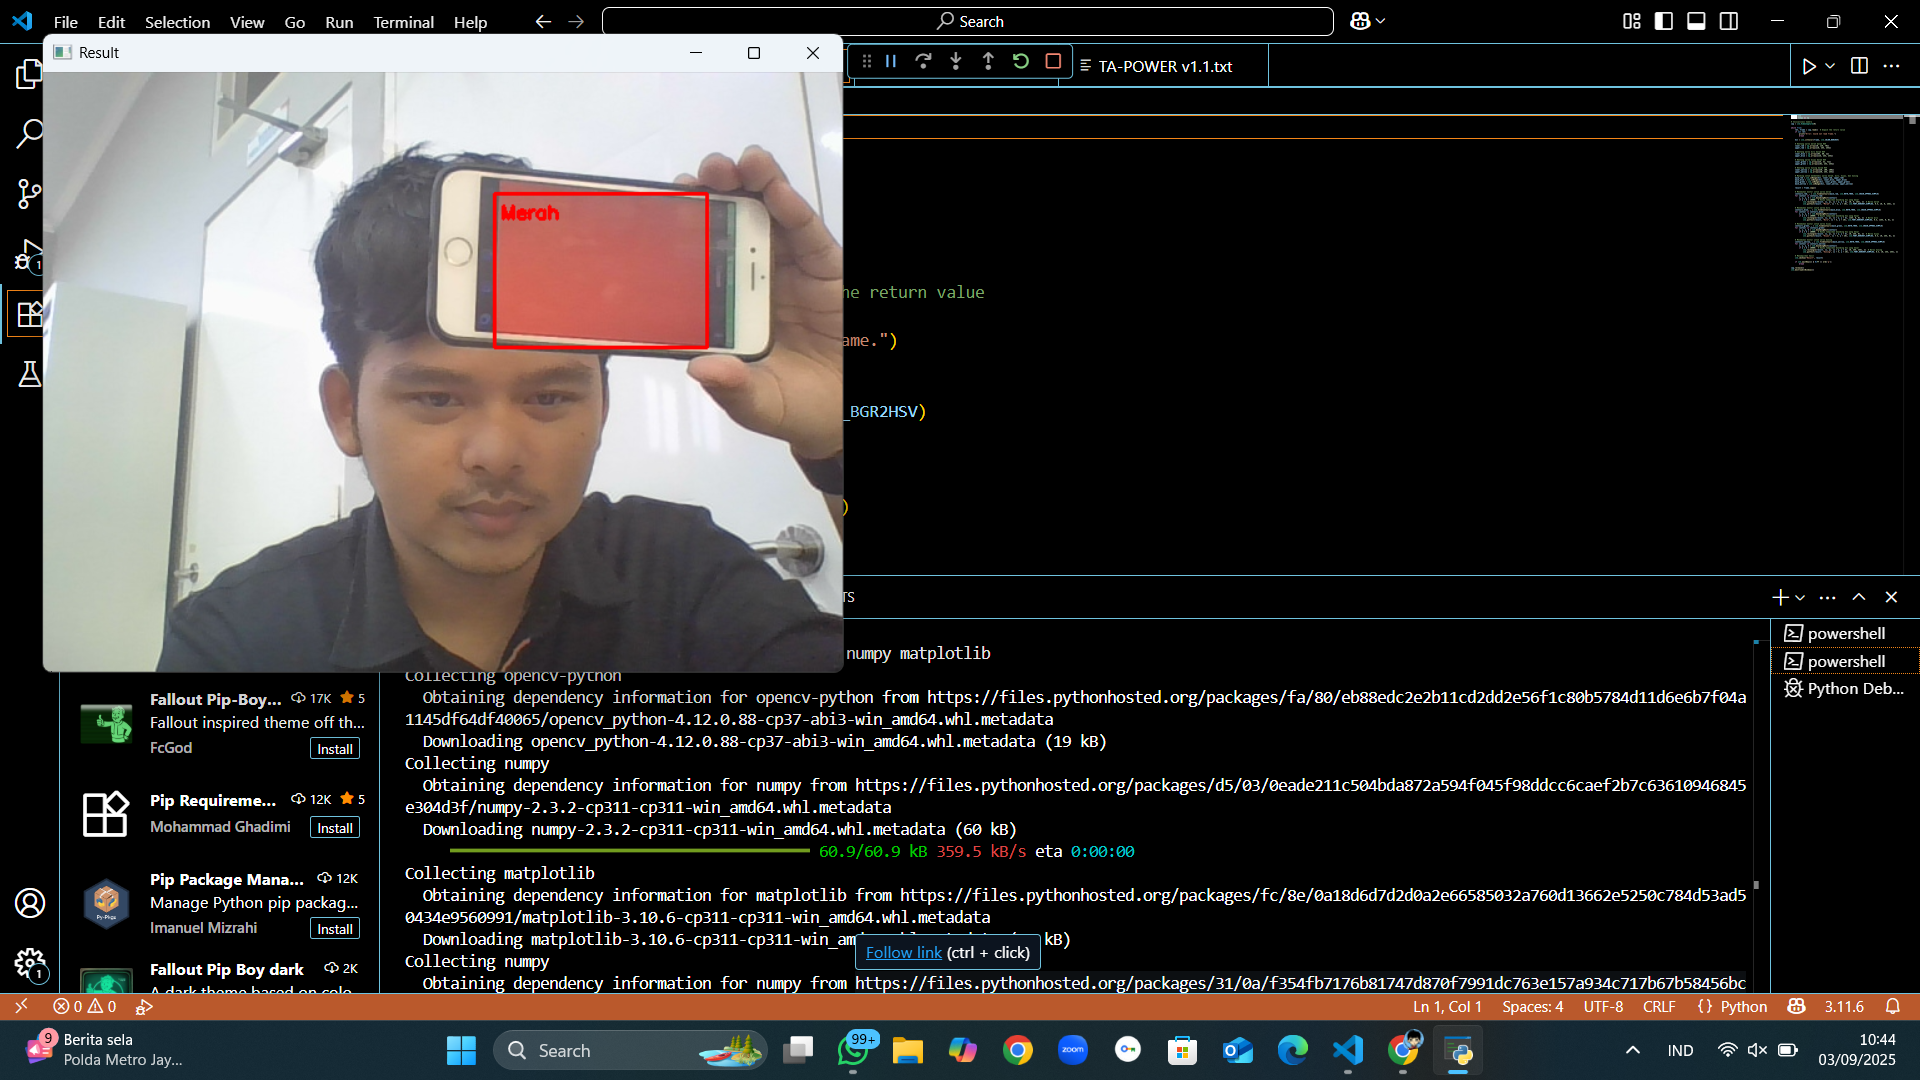 File Edit Selection View Go Run Terminal Help
Search
Result
TA-POWER v1.1.txt
Merah
he return value
ame.")
_BGR2HSV)
)
TS
numpy matplotlib
Collecting opencv-python
Obtaining dependency information for opencv-python from https://files.pythonhosted.org/packages/fa/80/eb88edc2e2b11cd2dd2e56f1c80b5784d11d6e6b7f04a
1145df64df40065/opencv_python-4.12.0.88-cp37-abi3-win_amd64.whl.metadata
Downloading opencv_python-4.12.0.88-cp37-abi3-win_amd64.whl.metadata (19 kB)
Collecting numpy
Obtaining dependency information for numpy from https://files.pythonhosted.org/packages/d5/03/0eade211c504bda872a594f045f98ddcc6caef2b7c63610946845
e304d3f/numpy-2.3.2-cp311-cp311-win_amd64.whl.metadata
Downloading numpy-2.3.2-cp311-cp311-win_amd64.whl.metadata (60 kB)
60.9/60.9 kB 359.5 kB/s eta 0:00:00
Collecting matplotlib
Obtaining dependency information for matplotlib from https://files.pythonhosted.org/packages/fc/8e/0a18d6d7d2d0a2e66585032a760d13662e5250c784d53ad5
0434e9560991/matplotlib-3.10.6-cp311-cp311-win_amd64.whl.metadata
Downloading matplotlib-3.10.6-cp311-cp311-win_am kB)
Follow link (ctrl + click)
Collecting numpy
Obtaining dependency information for numpy from https://files.pythonhosted.org/packages/31/0a/f354fb7176b81747d870f7991dc763e157a934c717b67b58456bc
powershell
powershell
Python Deb...
Fallout Pip-Boy... 17K 5
Fallout inspired theme off th...
FcGod Install
Pip Requireme... 12K 5
Mohammad Ghadimi Install
Pip Package Mana... 12K
Manage Python pip packag...
Imanuel Mizrahi Install
Py-Pkgs
Fallout Pip Boy dark 2K
A dark theme based on colo...
1
1
0 0
Ln 1, Col 1 Spaces: 4 UTF-8 CRLF {} Python 3.11.6
9
Berita sela
Polda Metro Jay...
Search
99+
zoom
IND
10:44
03/09/2025